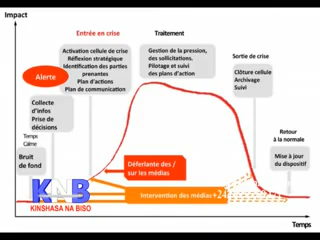 Impact
Entrée en crise
Traitement
Activation cellule de crise
Réflexion stratégique
Identification des parties
prenantes
Plan d'actions
Plan de communication
Gestion de la pression,
des sollicitations.
Pilotage et suivi
des plans d'action
Sortie de crise
Alerte
Clôture cellule
Archivage
Suivi
Collecte
d'infos
Prise de
décisions
Temps
Calme
Retour
à la normale
Bruit
de fond
Mise à jour
du dispositif
Déferlante des /
sur les médias
KNB
Intervention des médias
KINSHASA NA BISO
Temps